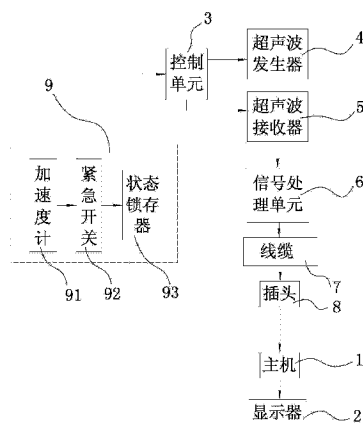 3
控制
单元
超声波
发生器
4
超声波
接收器
5
9
加
速
度
计
91
紧
急
开
关
92
状态
锁存
器
93
信号处
理单元
6
线缆
7
插头
8
主机
1
显示器
2